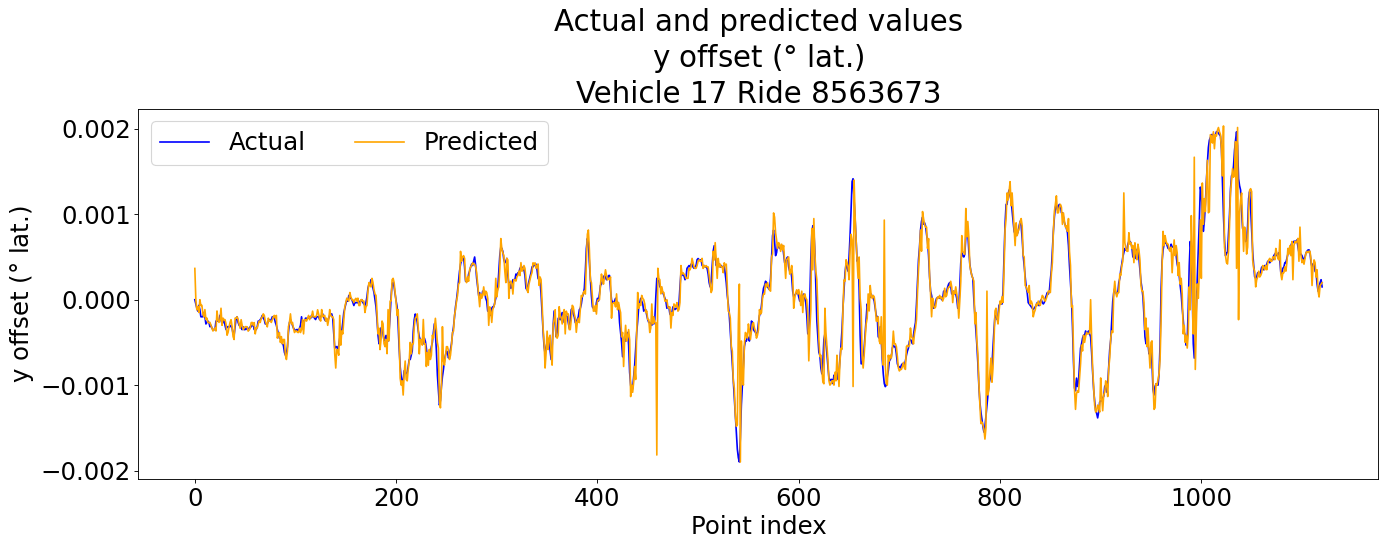 Actual and predicted values
y offset (° lat.)
Vehicle 17 Ride 8563673
Actual
Predicted
y offset (° lat.)
0.002
0.001
0.000
−0.001
−0.002
0
200
400
600
800
1000
Point index